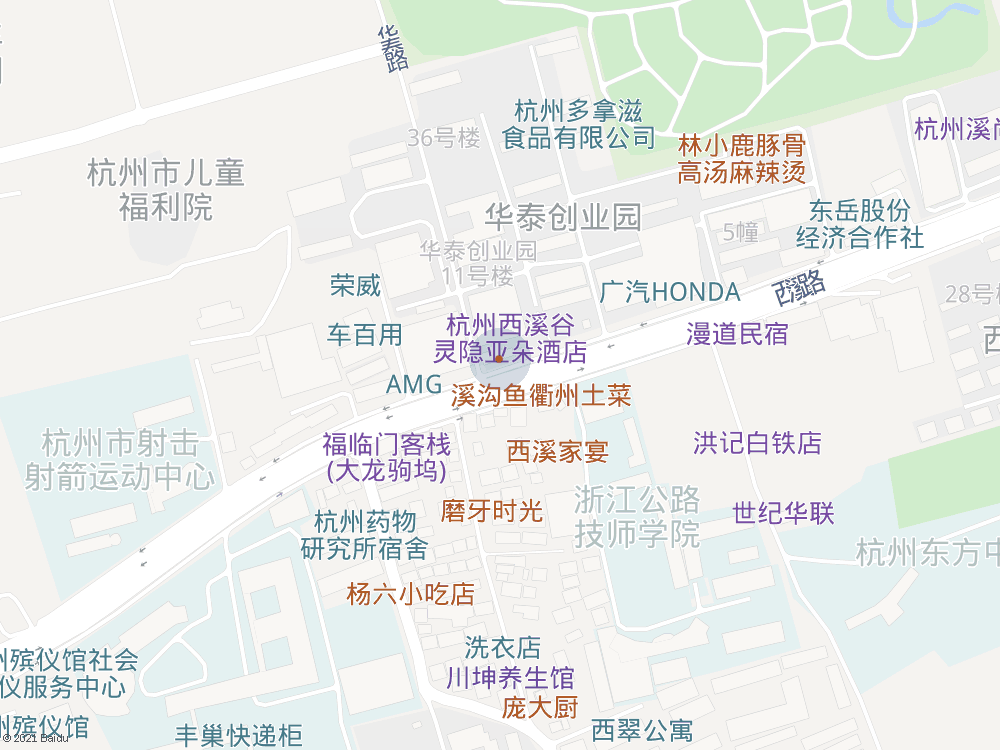 华泰路
杭州多拿滋
食品有限公司
36号楼
林小鹿豚骨
高汤麻辣烫
杭州溪尚
杭州市儿童
福利院
华泰创业园
东岳股份
经济合作社
5幢
华泰创业园
11号楼
荣威
广汽HONDA
西溪路
28号楼
车百用
杭州西溪谷
灵隐亚朵酒店
漫道民宿
西
AMG
溪沟鱼衢州土菜
杭州市射击
射箭运动中心
福临门客栈
(大龙驹坞)
西溪家宴
洪记白铁店
磨牙时光
浙江公路
技师学院
世纪华联
杭州药物
研究所宿舍
杭州东方中
杨六小吃店
州殡仪馆社会
仪服务中心
洗衣店
川坤养生馆
庞大厨
州殡仪馆
丰巢快递柜
西翠公寓
© 2021 Baidu